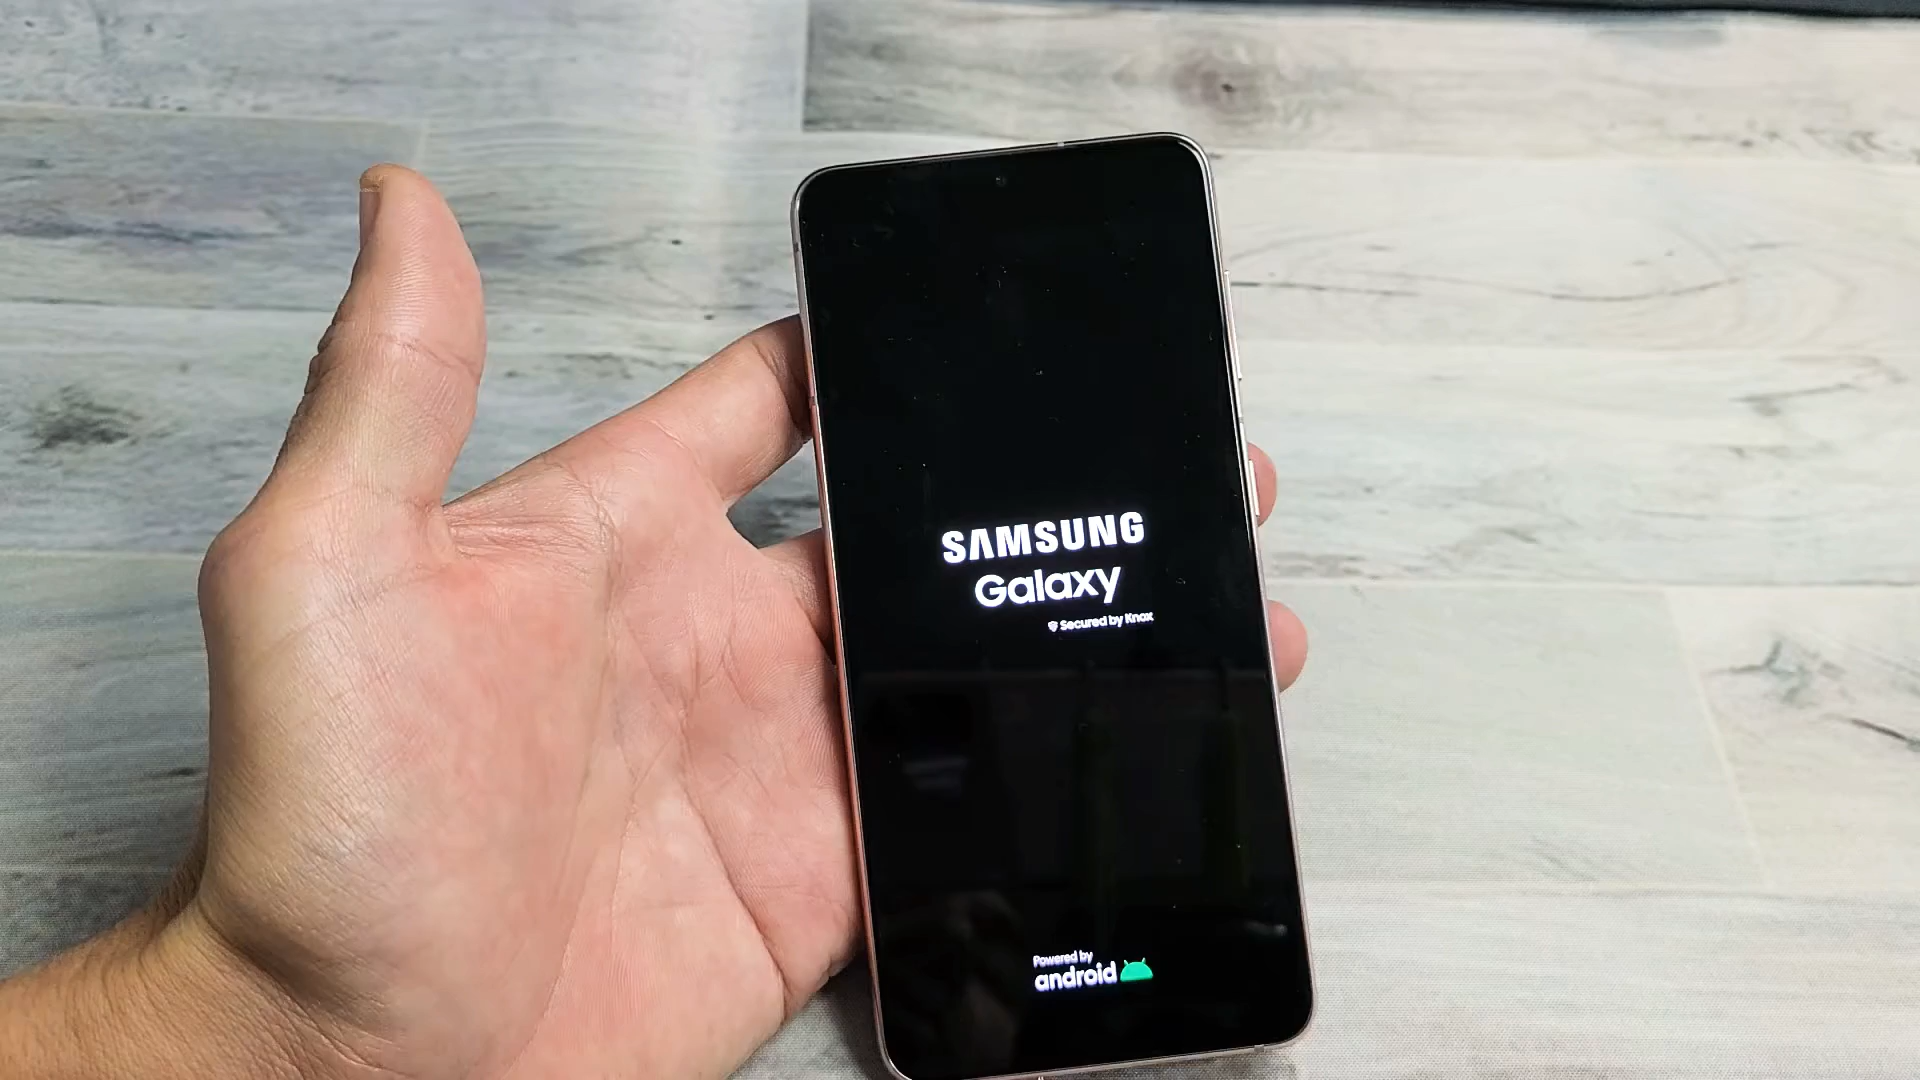 SAMSUNG
Galaxy
Secured by Knox
Powered by
android